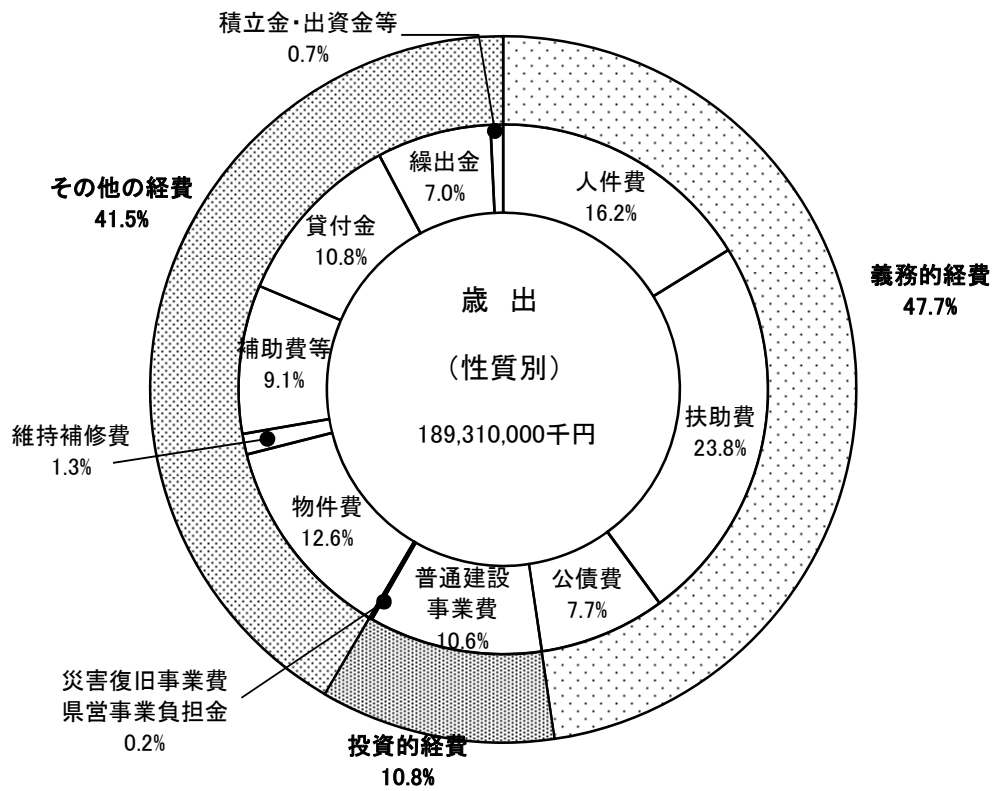 積立金・出資金等
0.7%
繰出金
7.0%
人件費
16.2%
その他の経費
41.5%
貸付金
10.8%
義務的経費
47.7%
歳 出
(性質別)
189,310,000千円
補助費等
9.1%
扶助費
23.8%
維持補修費
1.3%
物件費
12.6%
普通建設
事業費
10.6%
公債費
7.7%
災害復旧事業費
県営事業負担金
0.2%
投資的経費
10.8%